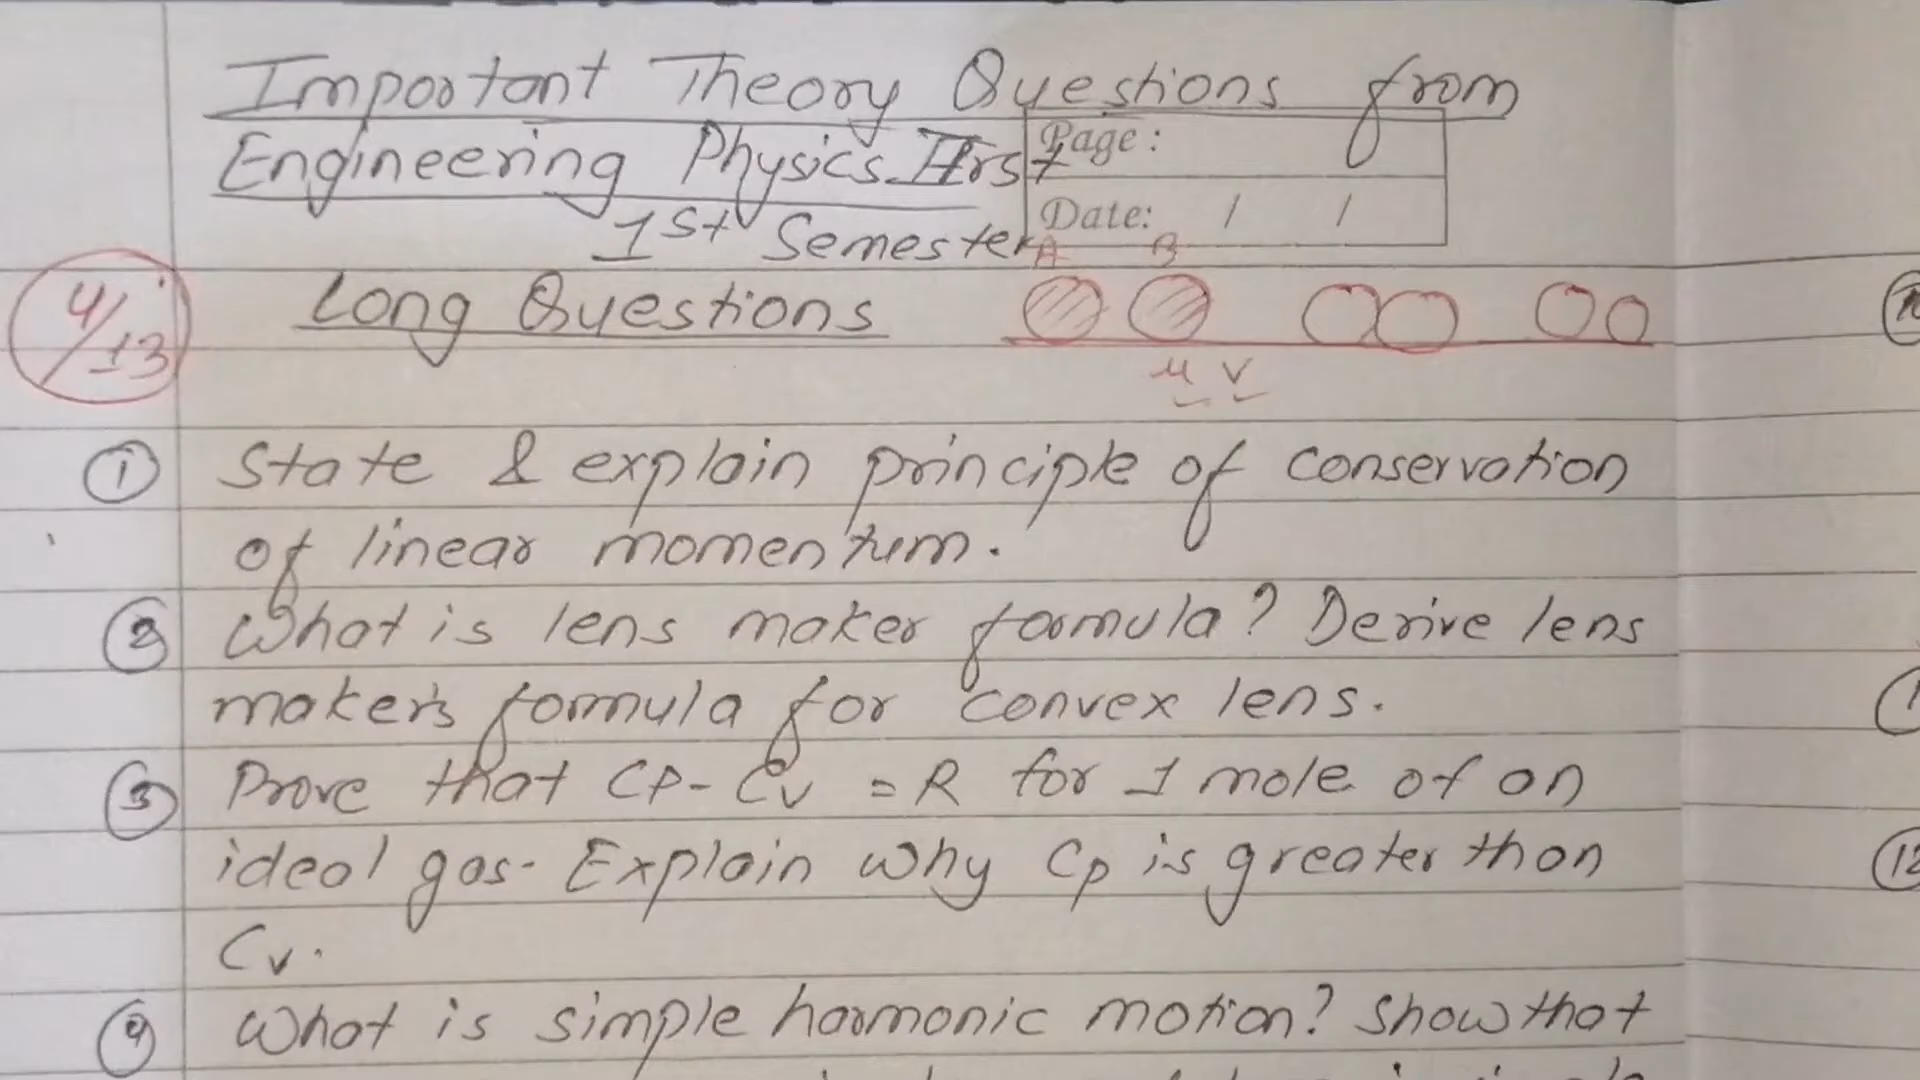 Important Theory Questions from
Engineering Physics First
1st Semester
Page:
Date: / /
A B
4/13
Long Questions
u v
① State & explain principle of conservation
of linear momentum.
② What is lens maker formula? Derive lens
maker's formula for convex lens.
③ Prove that CP - Cv = R for 1 mole of an
ideal gas. Explain why Cp is greater than
Cv.
④ What is simple harmonic motion? Show that
12